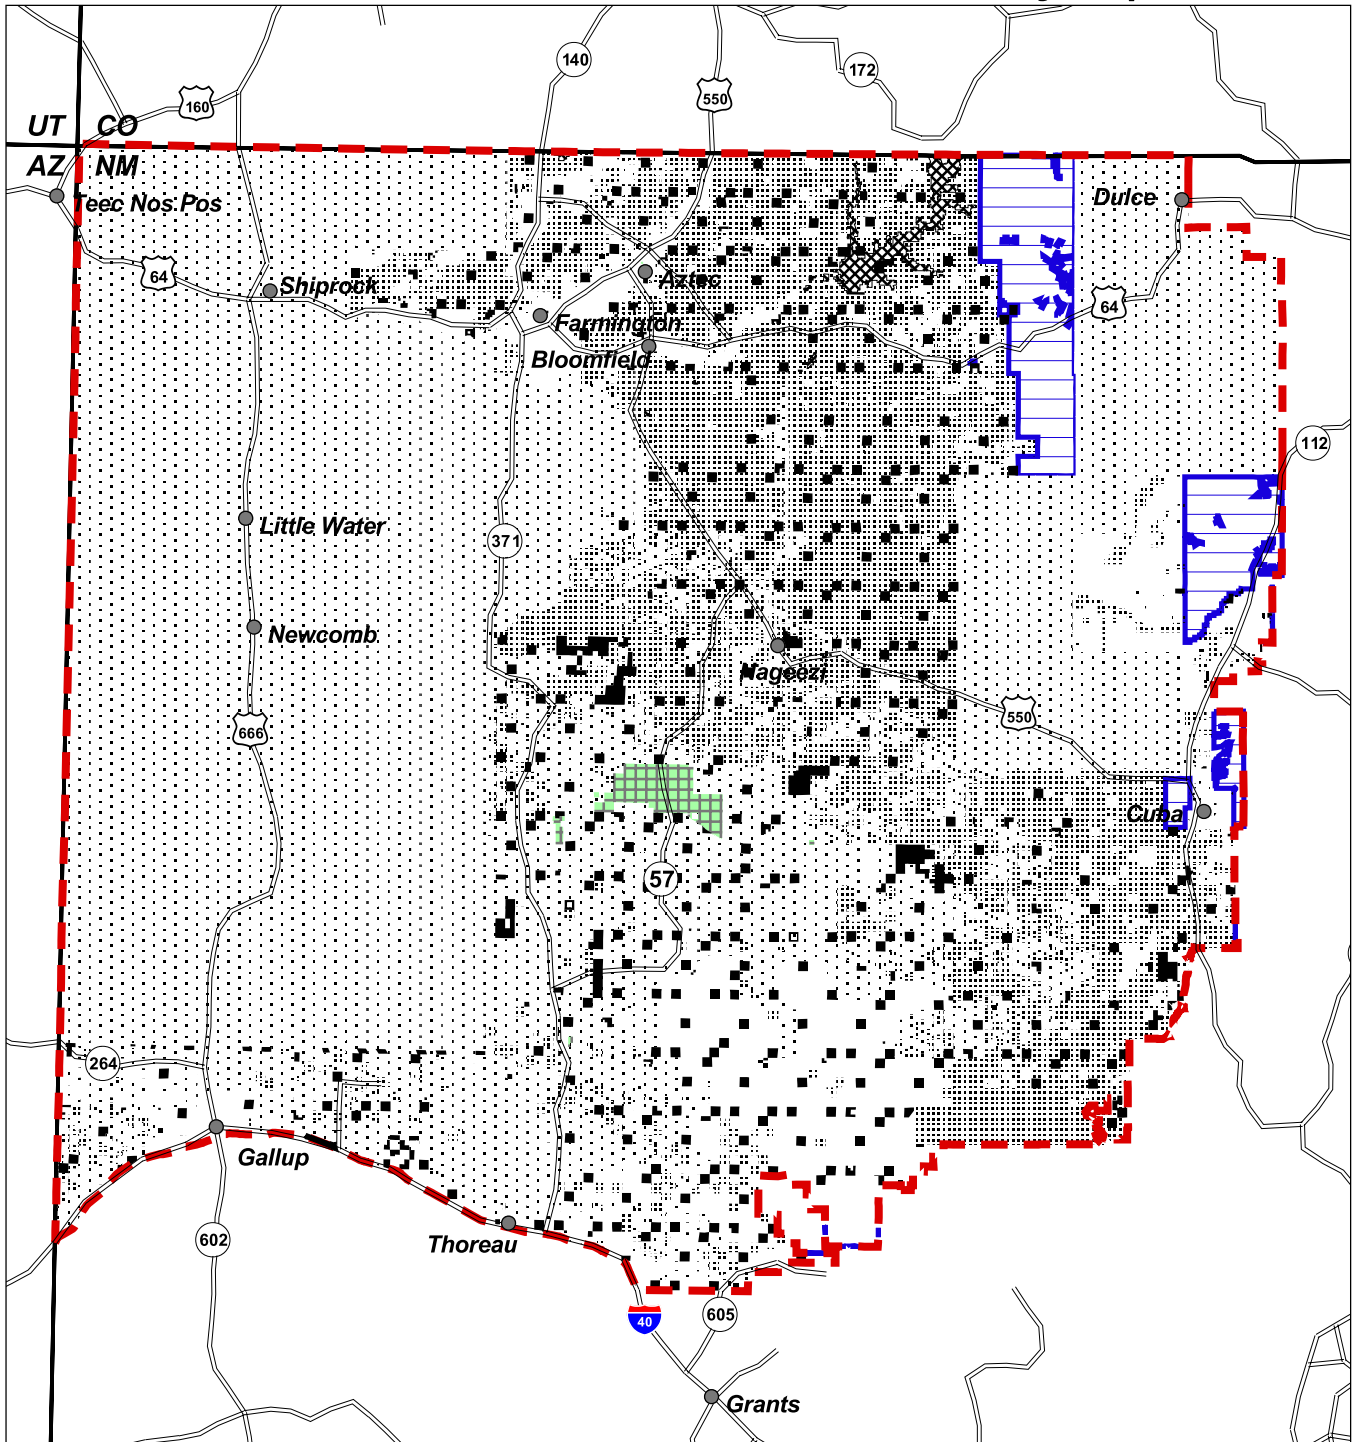 140
172
160
550
UT CO
AZ NM
Teec Nos Pos
Dulce
64
Shiprock
Aztec
64
Farmington
Bloomfield
112
Little Water
371
Newcomb
Nageezi
666
550
Cuba
57
264
Gallup
602
Thoreau
40
605
Grants